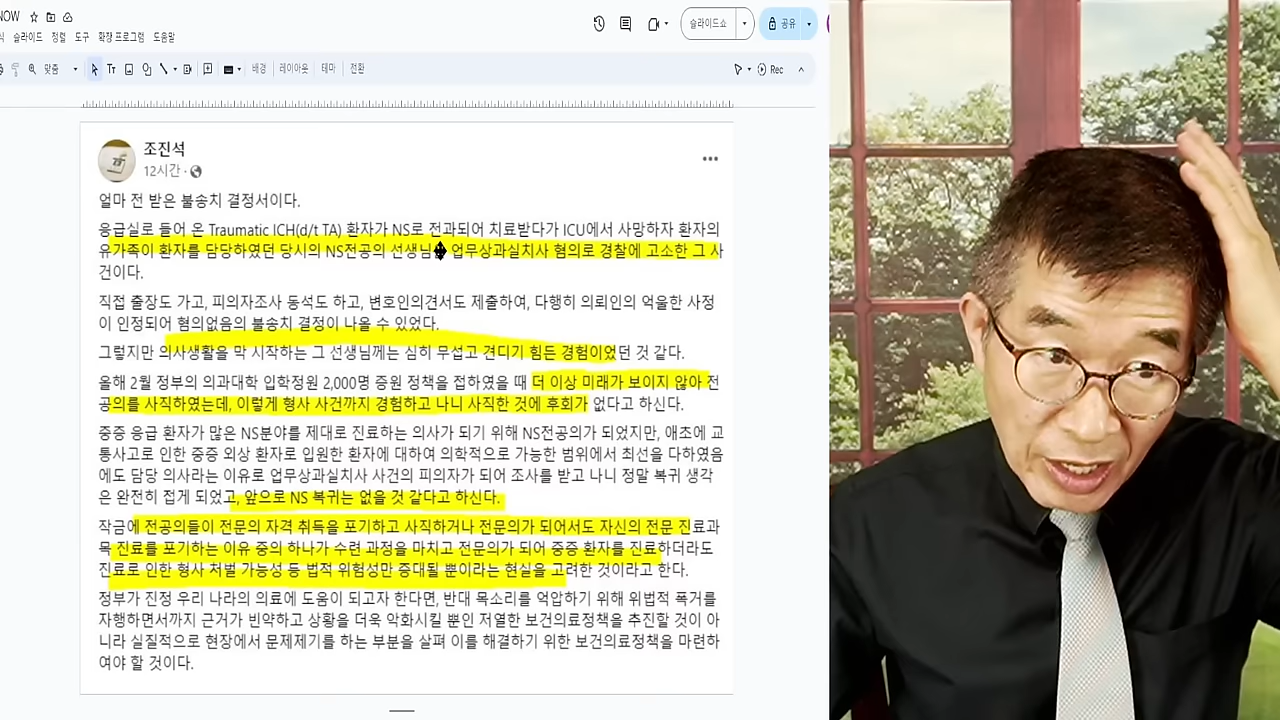 NOW
슬라이드 정렬 도구 확장 프로그램 도움말
슬라이드쇼
공유
맞춤
Tr
배경
레이아웃
테마
전환
Rec
조진석
12시간
얼마 전 받은 불송치 결정서이다.
응급실로 들어 온 Traumatic ICH(d/t TA) 환자가 NS로 전과되어 치료받다가 ICU에서 사망하자 환자의
유가족이 환자를 담당하였던 당시의 NS전공의 선생님 업무상과실치사 혐의로 경찰에 고소한 그 사
건이다.
직접 출장도 가고, 피의자조사 동석도 하고, 변호인의견서도 제출하여, 다행히 의뢰인의 억울한 사정
이 인정되어 혐의없음의 불송치 결정이 나올 수 있었다.
그렇지만 의사생활을 막 시작하는 그 선생님께는 심히 무섭고 견디기 힘든 경험이었던 것 같다.
올해 2월 정부의 의과대학 입학정원 2,000명 증원 정책을 접하였을 때 더 이상 미래가 보이지 않아 전
공의를 사직하였는데, 이렇게 형사 사건까지 경험하고 나니 사직한 것에 후회가 없다고 하신다.
중증 응급 환자가 많은 NS분야를 제대로 진료하는 의사가 되기 위해 NS전공의가 되었지만, 애초에 교
통사고로 인한 중증 외상 환자로 입원한 환자에 대하여 의학적으로 가능한 범위에서 최선을 다하였음
에도 담당 의사라는 이유로 업무상과실치사 사건의 피의자가 되어 조사를 받고 나니 정말 복귀 생각
은 완전히 접게 되었고, 앞으로 NS 복귀는 없을 것 같다고 하신다.
작금에 전공의들이 전문의 자격 취득을 포기하고 사직하거나 전문의가 되어서도 자신의 전문 진료과
목 진료를 포기하는 이유 중의 하나가 수련 과정을 마치고 전문의가 되어 중증 환자를 진료하더라도
진료로 인한 형사 처벌 가능성 등 법적 위험성만 증대될 뿐이라는 현실을 고려한 것이라고 한다.
정부가 진정 우리 나라의 의료에 도움이 되고자 한다면, 반대 목소리를 억압하기 위해 위법적 폭거를
자행하면서까지 근거가 빈약하고 상황을 더욱 악화시킬 뿐인 저열한 보건의료정책을 추진할 것이 아
니라 실질적으로 현장에서 문제제기를 하는 부분을 살펴 이를 해결하기 위한 보건의료정책을 마련하
여야 할 것이다.